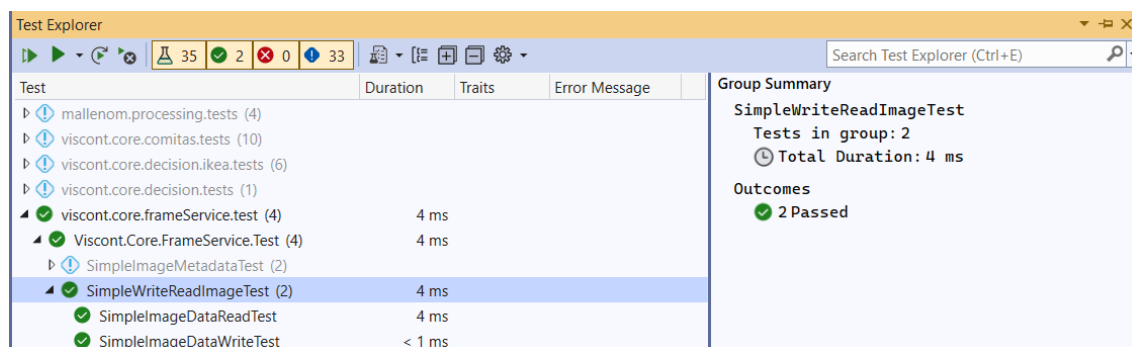 Test Explorer
35 2 0 33
Search Test Explorer (Ctrl+E)
Test Duration Traits Error Message
mallenom.processing.tests (4)
viscont.core.comitas.tests (10)
viscont.core.decision.ikea.tests (6)
viscont.core.decision.tests (1)
viscont.core.frameService.test (4) 4 ms
Viscont.Core.FrameService.Test (4) 4 ms
SimpleImageMetadataTest (2)
SimpleWriteReadImageTest (2) 4 ms
SimpleImageDataReadTest 4 ms
SimpleImageDataWriteTest < 1 ms
Group Summary
SimpleWriteReadImageTest
Tests in group: 2
Total Duration: 4 ms
Outcomes
2 Passed